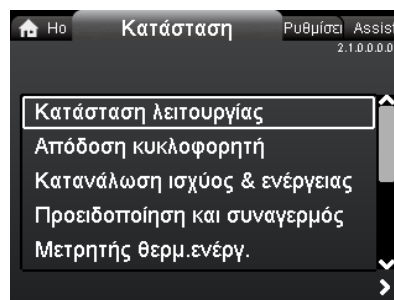 Ho Κατάσταση Ρυθμίσει Assist
2.1.0.0.0.0
Κατάσταση λειτουργίας
Απόδοση κυκλοφορητή
Κατανάλωση ισχύος & ενέργειας
Προειδοποίηση και συναγερμός
Μετρητής θερμ.ενέργ.